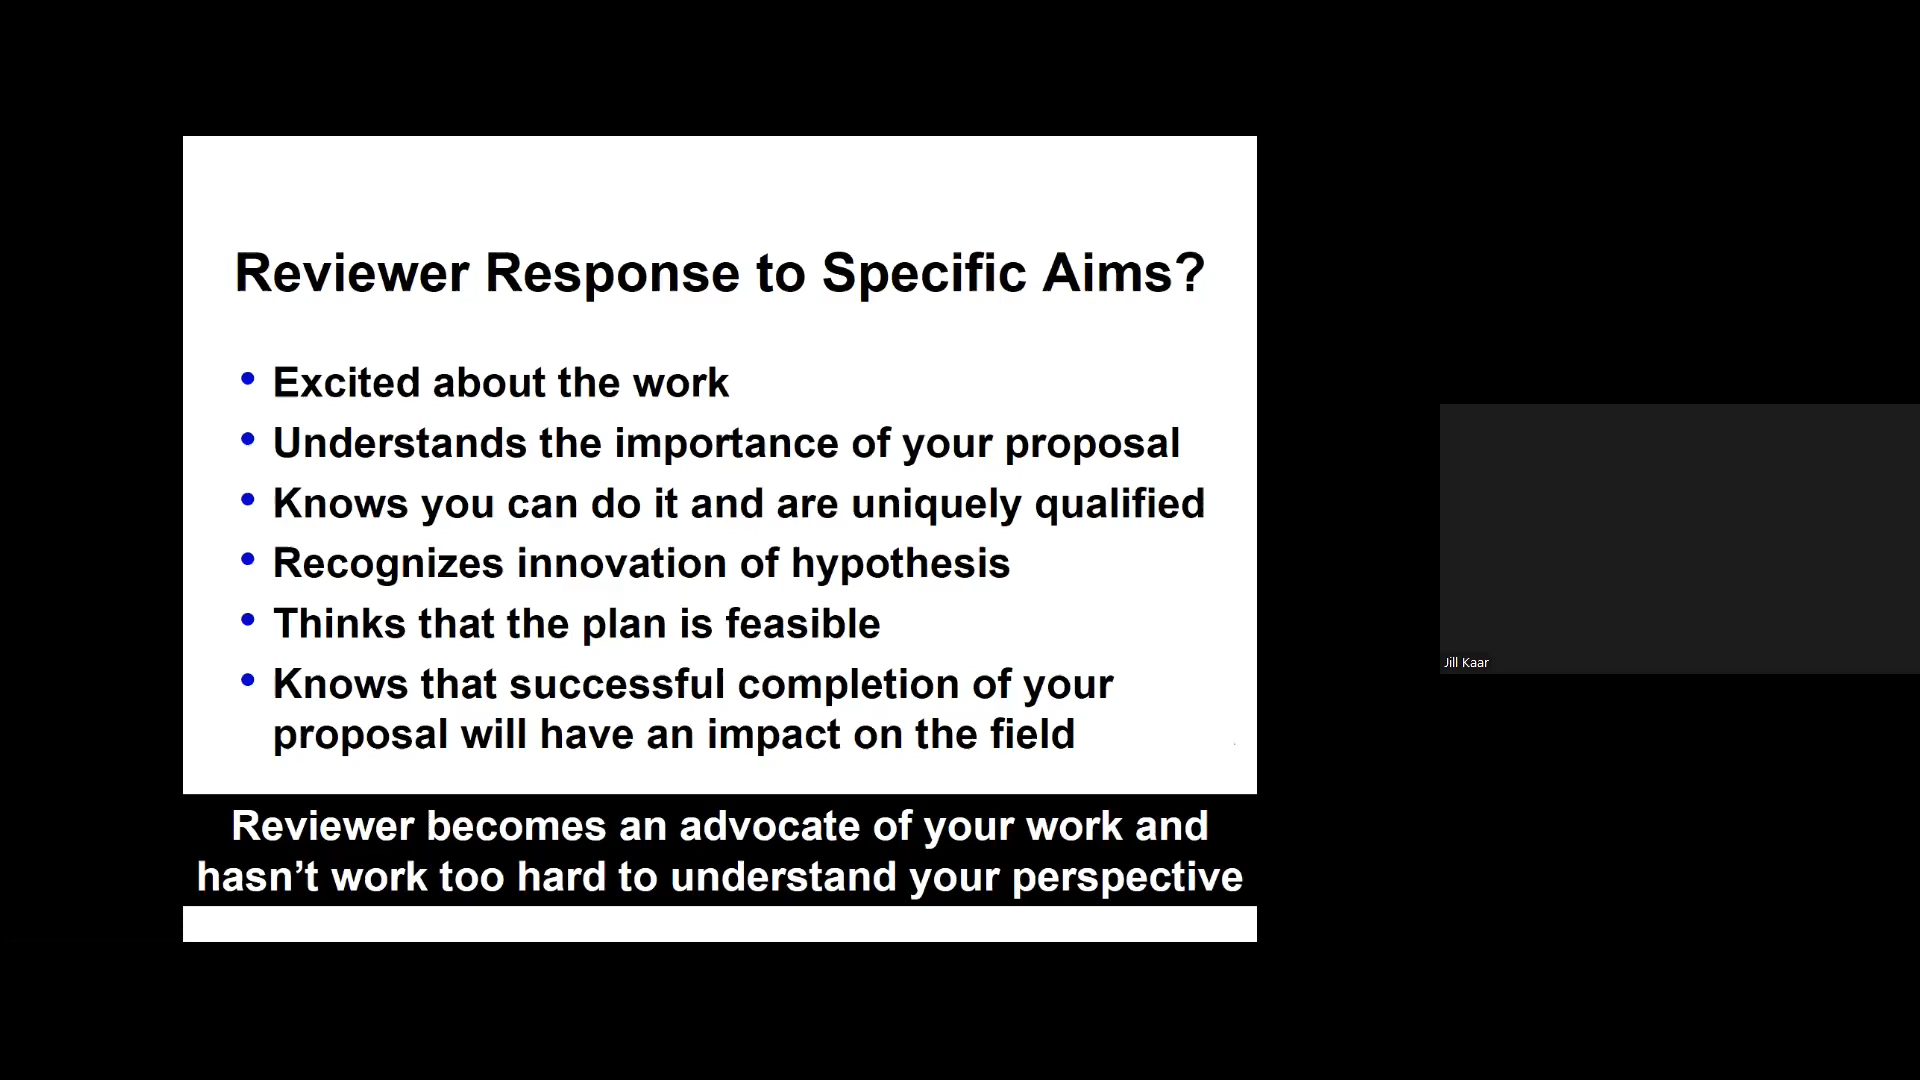 Reviewer Response to Specific Aims?
• Excited about the work
• Understands the importance of your proposal
• Knows you can do it and are uniquely qualified
• Recognizes innovation of hypothesis
• Thinks that the plan is feasible
• Knows that successful completion of your
proposal will have an impact on the field
Reviewer becomes an advocate of your work and
hasn’t work too hard to understand your perspective
Jill Kaar